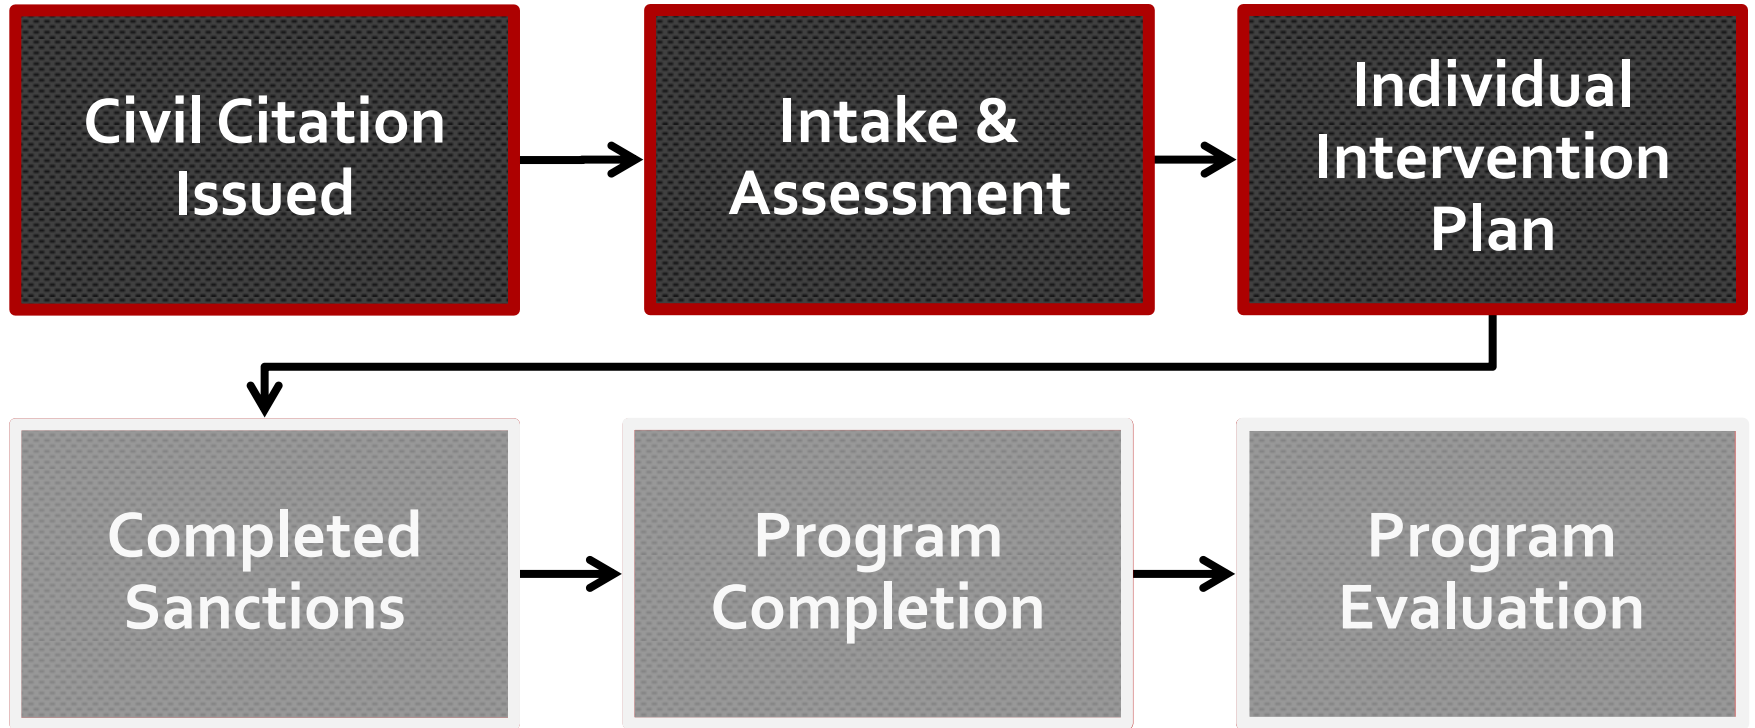 Civil Citation
Issued
Intake &
Assessment
Individual
Intervention
Plan
Completed
Sanctions
Program
Completion
Program
Evaluation